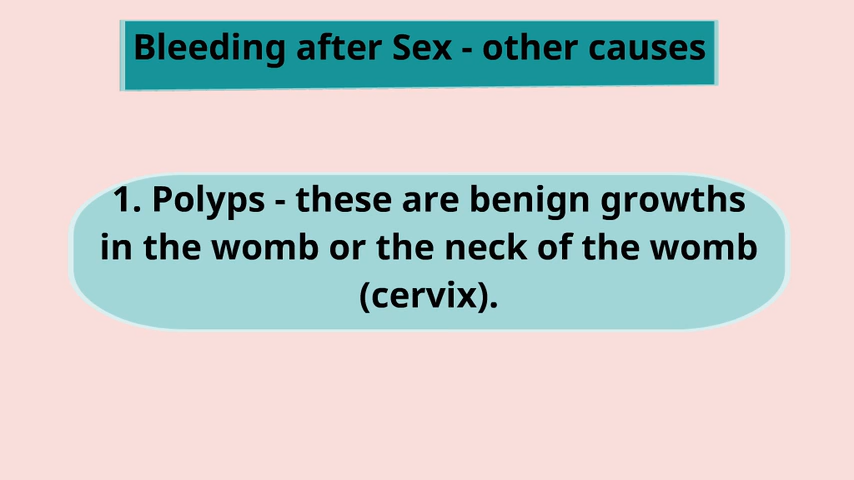 Bleeding after Sex - other causes
1. Polyps - these are benign growths
in the womb or the neck of the womb
(cervix).